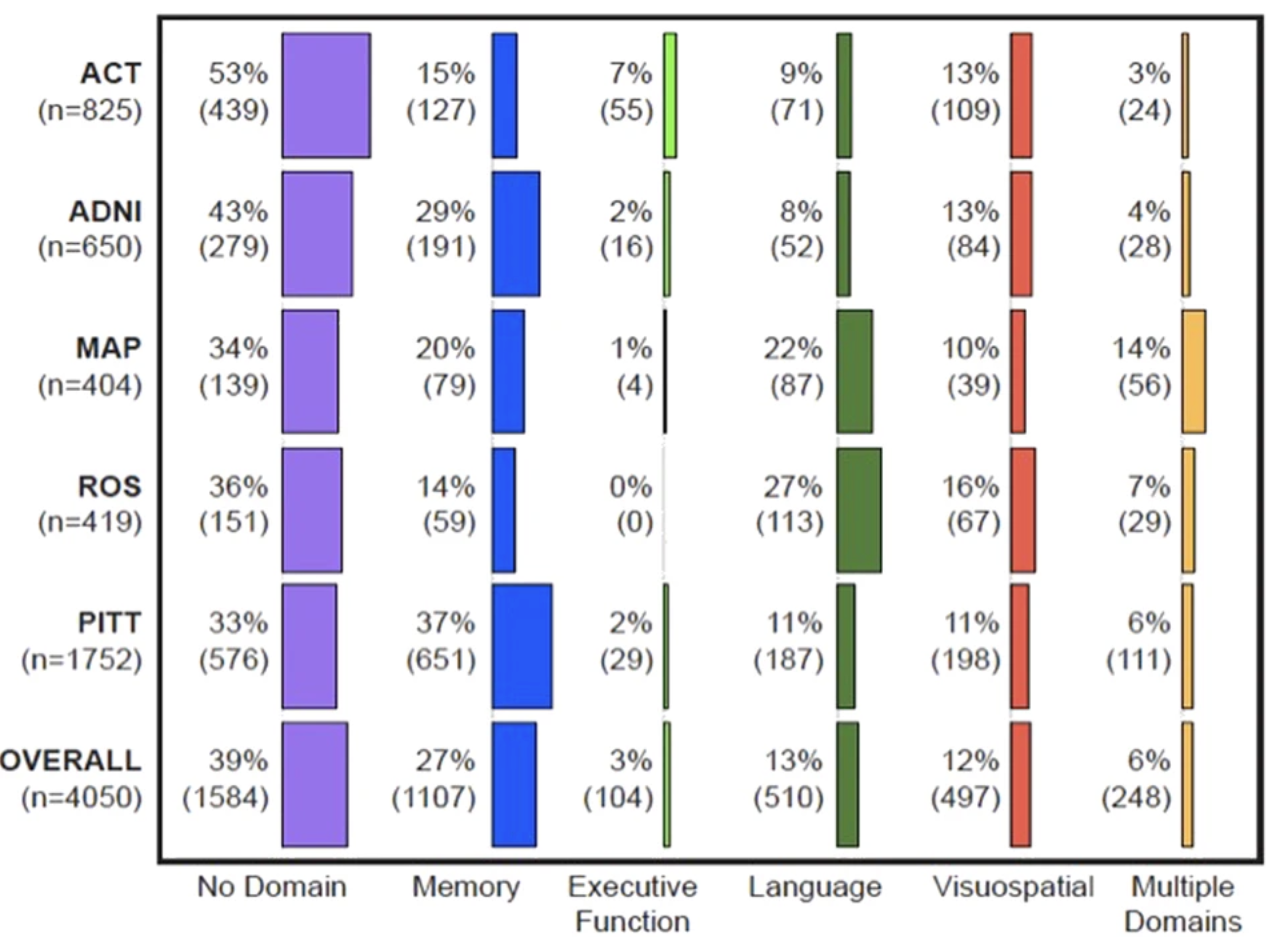 ACT 53% 15% 7% 9% 13% 3%
(n=825) (439) (127) (55) (71) (109) (24)
ADNI 43% 29% 2% 8% 13% 4%
(n=650) (279) (191) (16) (52) (84) (28)
MAP 34% 20% 1% 22% 10% 14%
(n=404) (139) (79) (4) (87) (39) (56)
ROS 36% 14% 0% 27% 16% 7%
(n=419) (151) (59) (0) (113) (67) (29)
PITT 33% 37% 2% 11% 11% 6%
(n=1752) (576) (651) (29) (187) (198) (111)
OVERALL 39% 27% 3% 13% 12% 6%
(n=4050) (1584) (1107) (104) (510) (497) (248)
No Domain Memory Executive Language Visuospatial Multiple
Function Domains